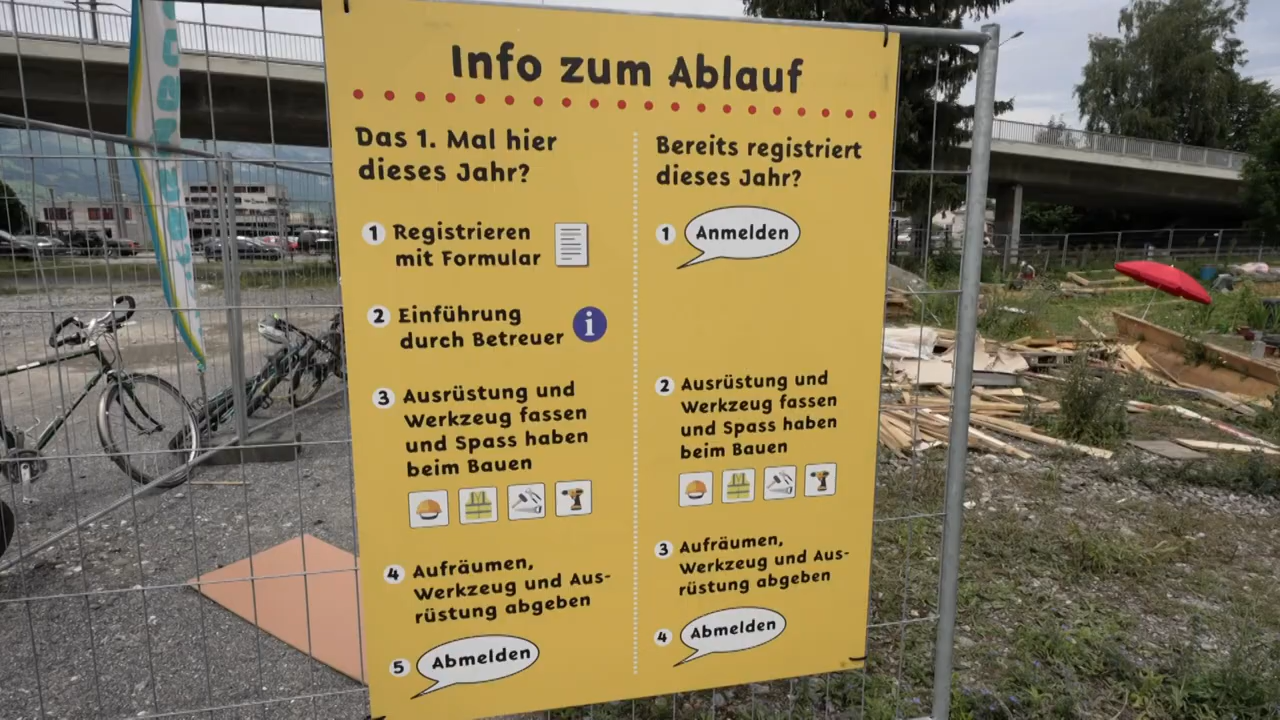 Info zum Ablauf
Das 1. Mal hier
dieses Jahr?
1 Registrieren
mit Formular
2 Einführung
durch Betreuer
i
3 Ausrüstung und
Werkzeug fassen
und Spass haben
beim Bauen
4 Aufräumen,
Werkzeug und Aus-
rüstung abgeben
5 Abmelden
Bereits registriert
dieses Jahr?
1 Anmelden
2 Ausrüstung und
Werkzeug fassen
und Spass haben
beim Bauen
3 Aufräumen,
Werkzeug und Aus-
rüstung abgeben
4 Abmelden